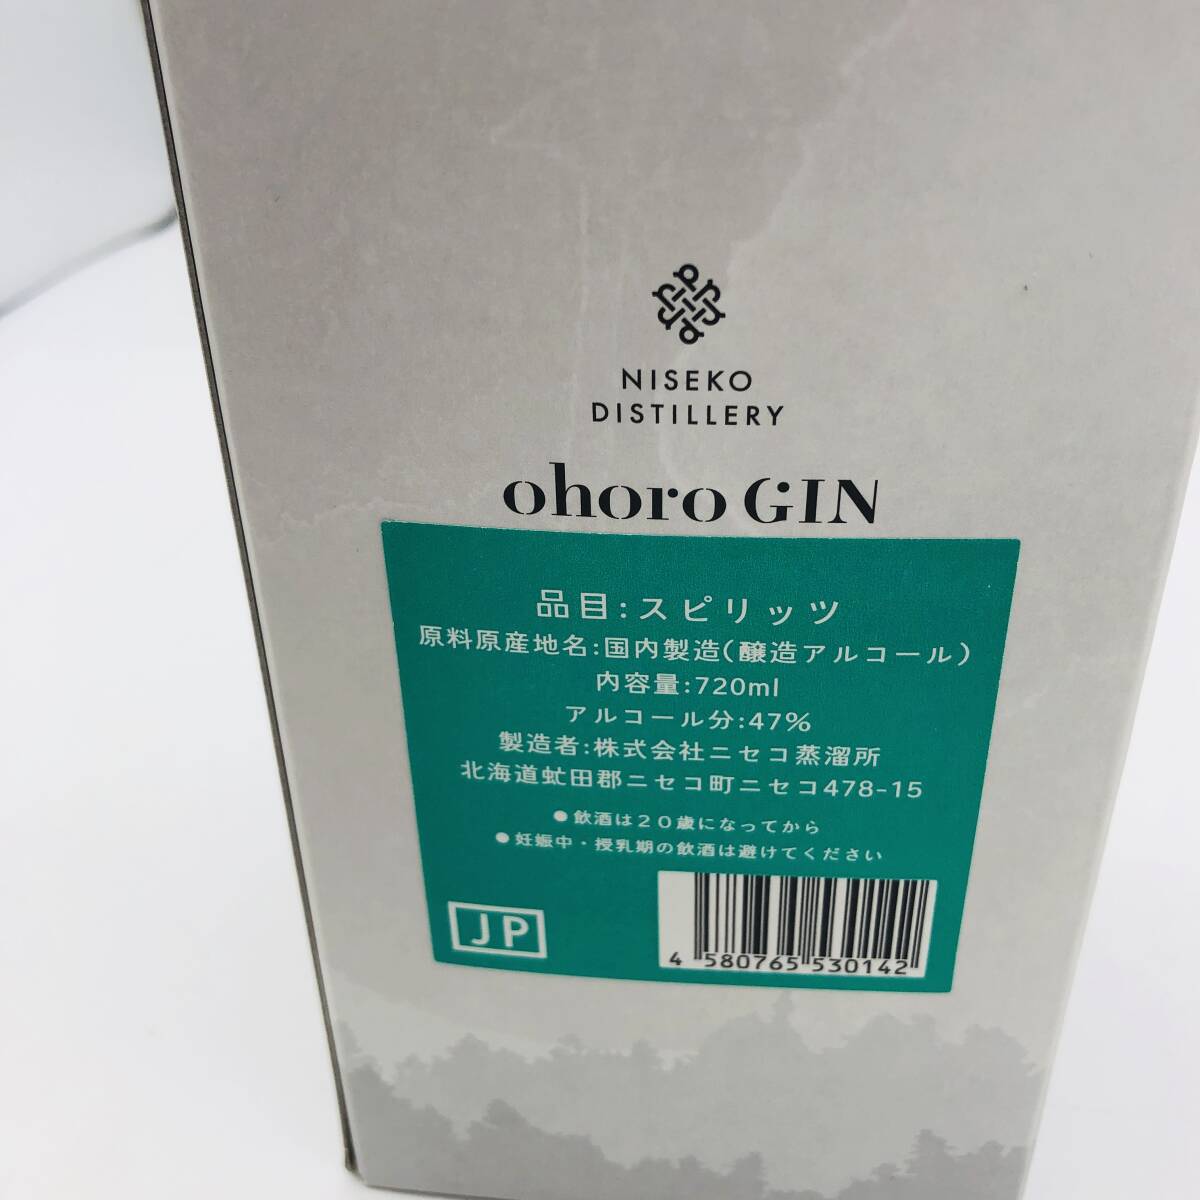 NISEKO
DISTILLERY
ohoro GIN
品目:スピリッツ
原料原産地名:国内製造(醸造アルコール)
内容量:720ml
アルコール分:47%
製造者:株式会社ニセコ蒸溜所
北海道虻田郡ニセコ町ニセコ478-15
●飲酒は20歳になってから
●妊娠中・授乳期の飲酒は避けてください
JP
4 580765 530142